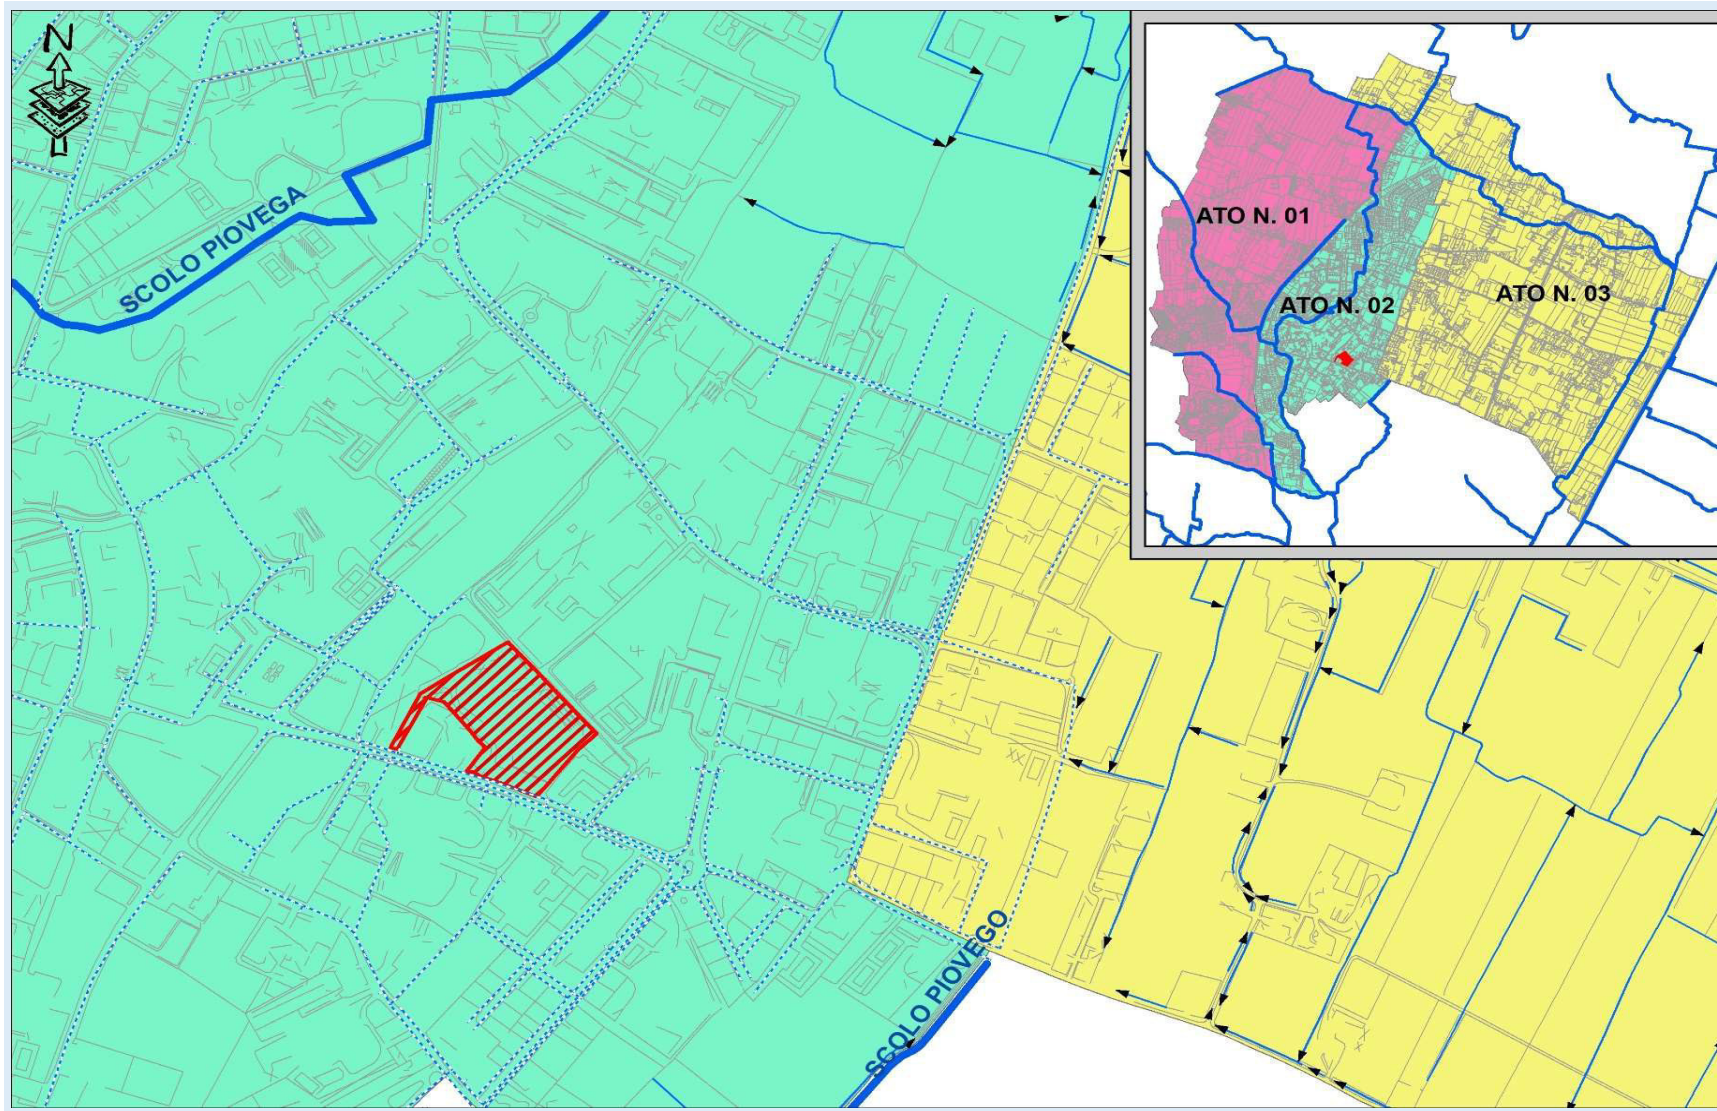 N
SCOLO PIOVEGA
ATO N. 01
ATO N. 02
ATO N. 03
SCOLO PIOVEGO